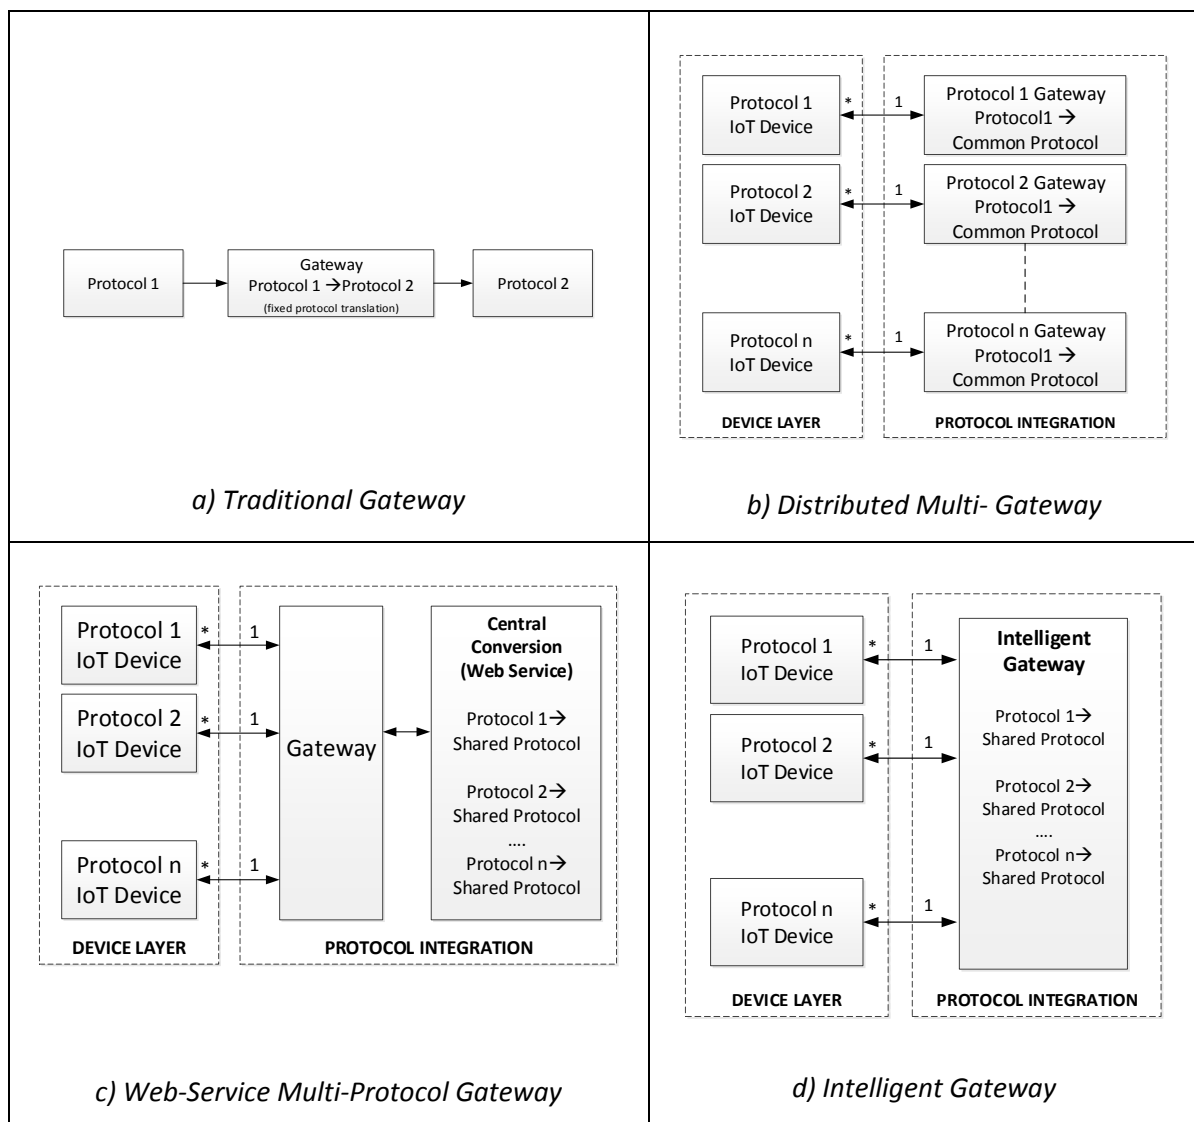 Protocol 1
Gateway
Protocol 1 →Protocol 2
(fixed protocol translation)
Protocol 2
a) Traditional Gateway
Protocol 1
IoT Device
*
1
Protocol 1 Gateway
Protocol1 →
Common Protocol
Protocol 2
IoT Device
*
1
Protocol 2 Gateway
Protocol1 →
Common Protocol
Protocol n
IoT Device
*
1
Protocol n Gateway
Protocol1 →
Common Protocol
DEVICE LAYER
PROTOCOL INTEGRATION
b) Distributed Multi- Gateway
Protocol 1
IoT Device
*
1
Protocol 2
IoT Device
*
1
Protocol n
IoT Device
*
1
Gateway
Central
Conversion
(Web Service)
Protocol 1→
Shared Protocol
Protocol 2→
Shared Protocol
....
Protocol n→
Shared Protocol
DEVICE LAYER
PROTOCOL INTEGRATION
c) Web-Service Multi-Protocol Gateway
Protocol 1
IoT Device
*
1
Protocol 2
IoT Device
*
1
Protocol n
IoT Device
*
1
Intelligent
Gateway
Protocol 1→
Shared Protocol
Protocol 2→
Shared Protocol
....
Protocol n→
Shared Protocol
DEVICE LAYER
PROTOCOL INTEGRATION
d) Intelligent Gateway